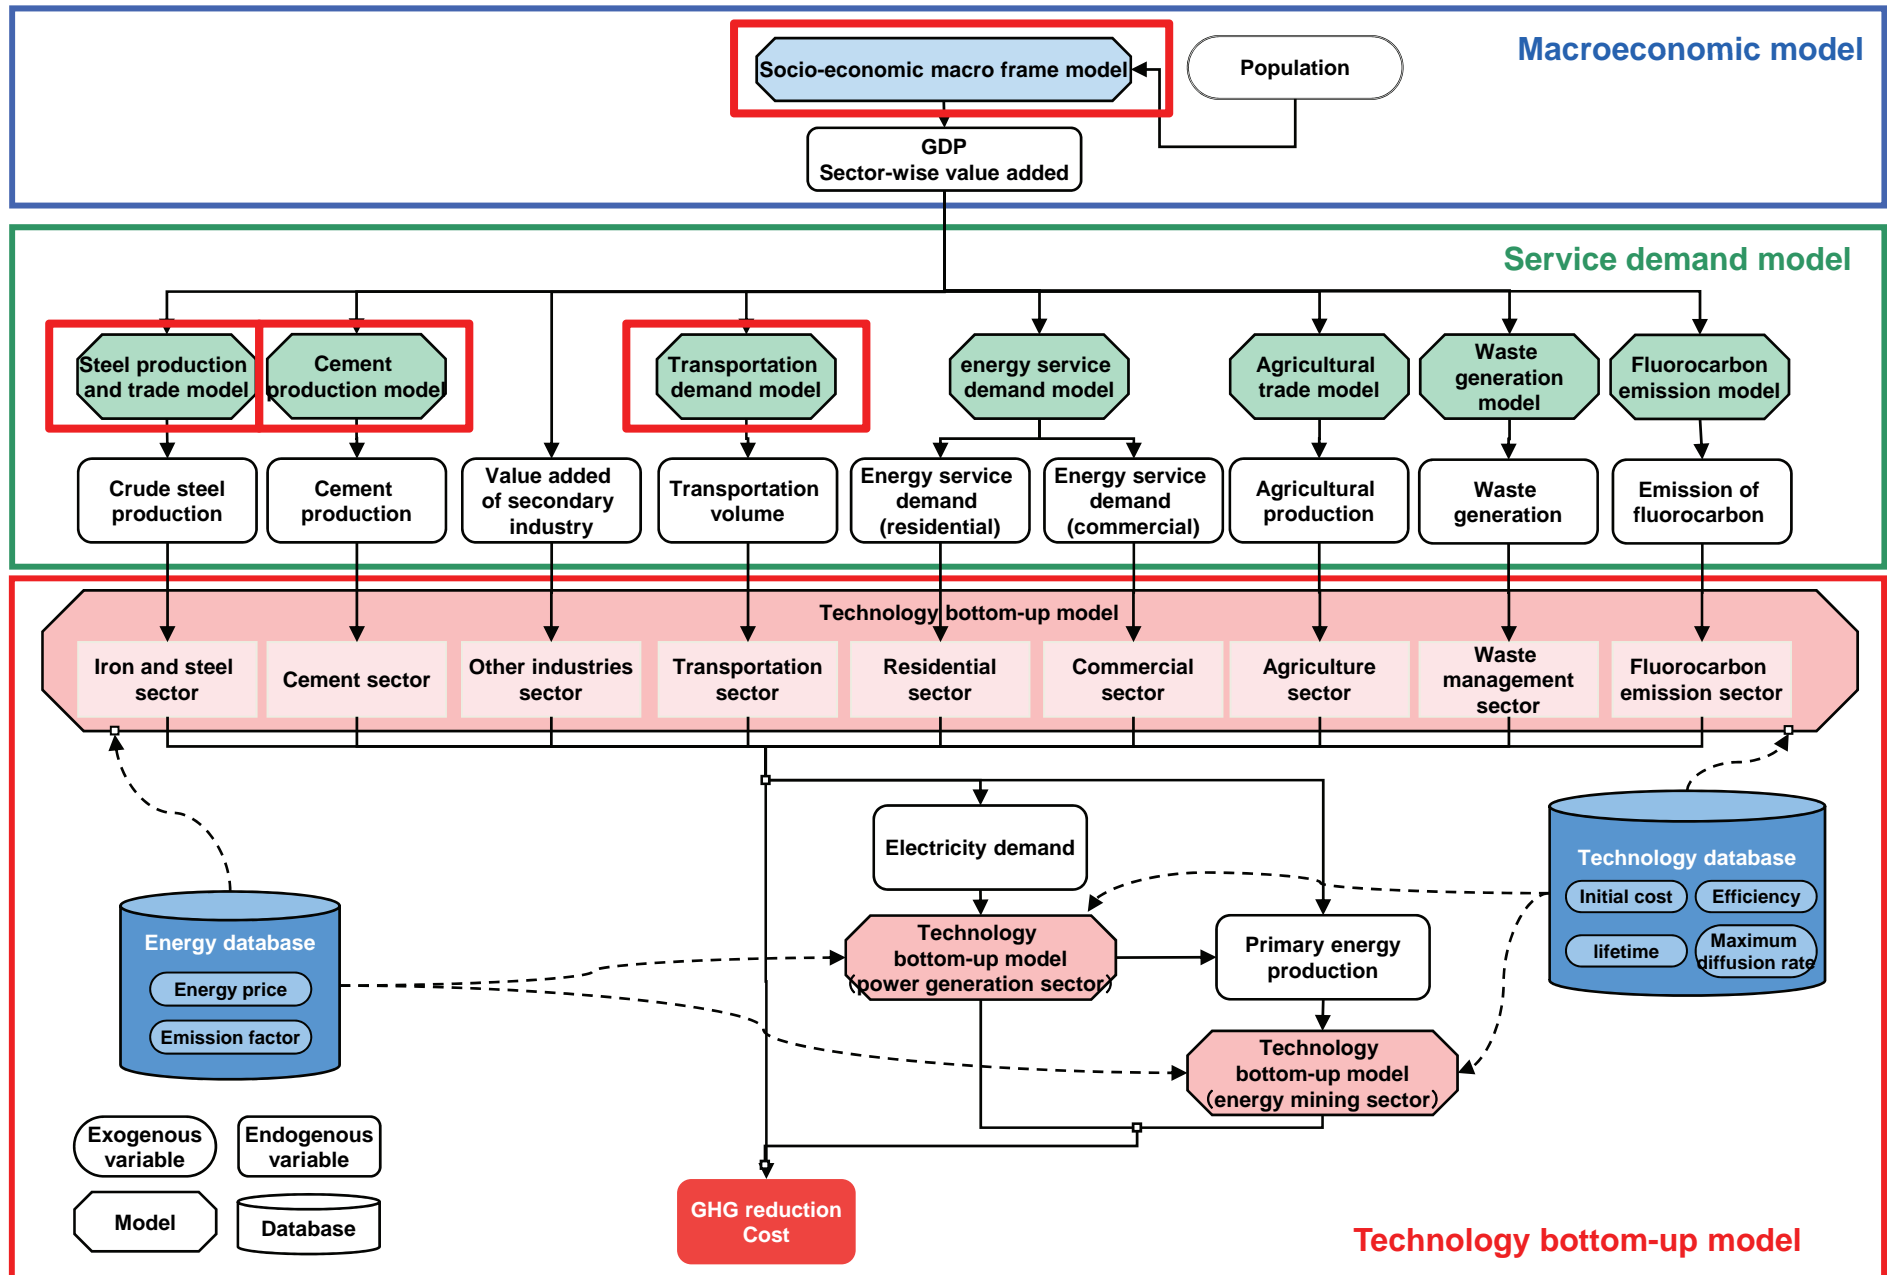 Macroeconomic model
Socio-economic macro frame model
Population
GDP
Sector-wise value added
Service demand model
Steel production
and trade model
Cement
production model
Transportation
demand model
energy service
demand model
Agricultural
trade model
Waste
generation
model
Fluorocarbon
emission model
Crude steel
production
Cement
production
Value added
of secondary
industry
Transportation
volume
Energy service
demand
(residential)
Energy service
demand
(commercial)
Agricultural
production
Waste
generation
Emission of
fluorocarbon
Technology bottom-up model
Iron and steel
sector
Cement sector
Other industries
sector
Transportation
sector
Residential
sector
Commercial
sector
Agriculture
sector
Waste
management
sector
Fluorocarbon
emission sector
Electricity demand
Technology database
Initial cost
Efficiency
lifetime
Maximum
diffusion rate
Energy database
Energy price
Emission factor
Technology
bottom-up model
(power generation sector)
Primary energy
production
Technology
bottom-up model
(energy mining sector)
Exogenous
variable
Endogenous
variable
Model
Database
GHG reduction
Cost
Technology bottom-up model